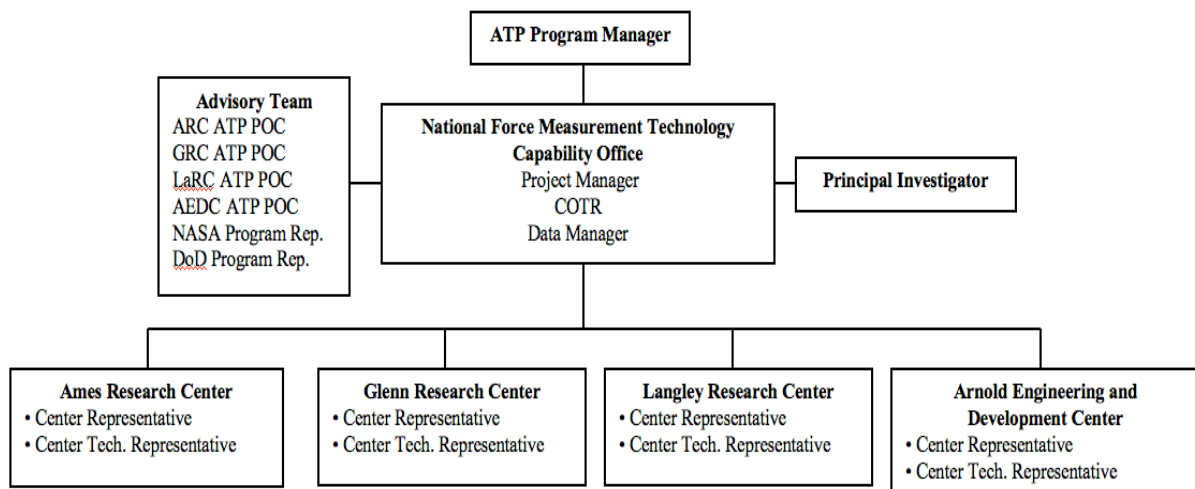 ATP Program Manager
Advisory Team
ARC ATP POC
GRC ATP POC
LaRC ATP POC
AEDC ATP POC
NASA Program Rep.
DoD Program Rep.
National Force Measurement Technology
Capability Office
Project Manager
COTR
Data Manager
Principal Investigator
Ames Research Center
• Center Representative
• Center Tech. Representative
Glenn Research Center
• Center Representative
• Center Tech. Representative
Langley Research Center
• Center Representative
• Center Tech. Representative
Arnold Engineering and
Development Center
• Center Representative
• Center Tech. Representative